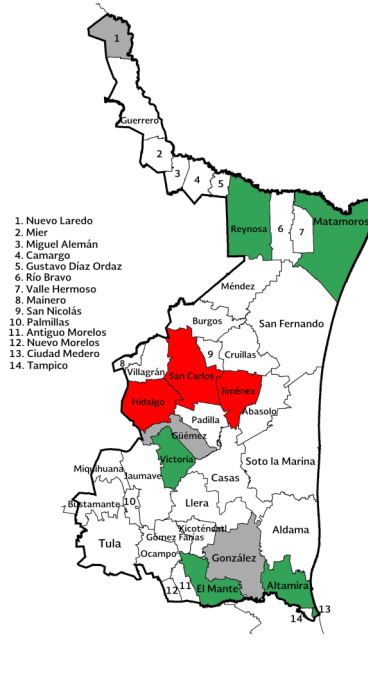 1
Guerrero
2
3
4
5
Reynosa
6
7
Matamoros
1. Nuevo Laredo
2. Mier
3. Miguel Alemán
4. Camargo
5. Gustavo Díaz Ordaz
6. Río Bravo
7. Valle Hermoso
8. Mainero
9. San Nicolás
10. Palmillas
11. Antiguo Morelos
12. Nuevo Morelos
13. Ciudad Medero
14. Tampico
Méndez
Burgos
San Fernando
8
Villagrán
San Carlos
9
Cruillas
Hidalgo
Jiménez
Abasolo
Padilla
Güémez
Victoria
Soto la Marina
Miquihuana
Jaumave
Casas
Bustamante
10
Llera
Tula
Xicoténcatl
Gómez Farías
Aldama
Ocampo
González
12
11
El Mante
Altamira
13
14